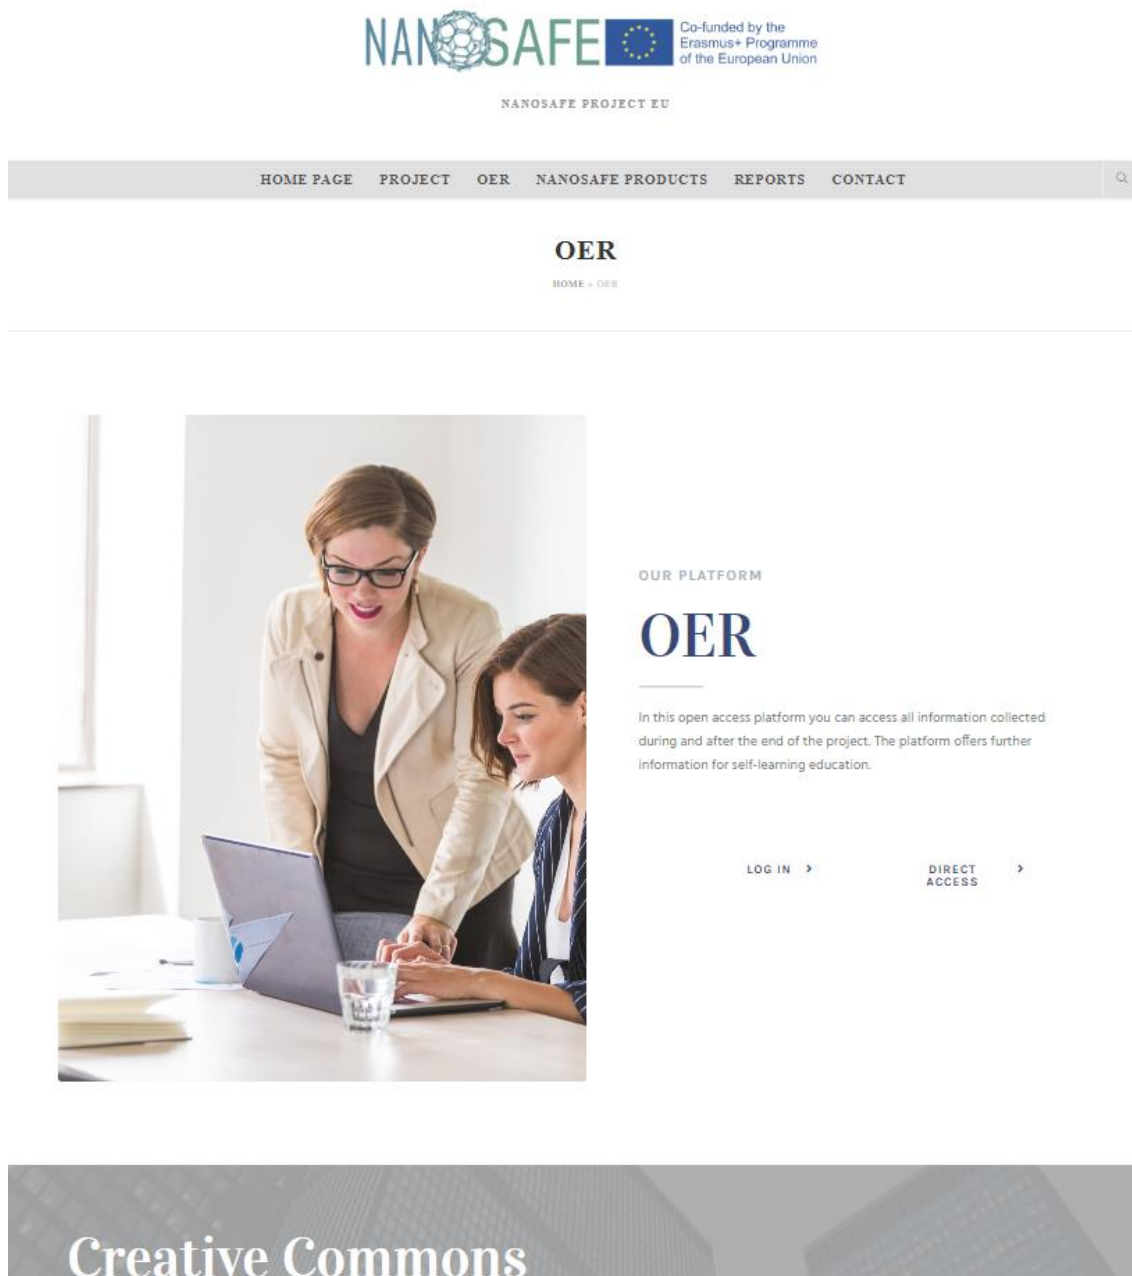 NANOSAFE
Co-funded by the
Erasmus+ Programme
of the European Union
NANOSAFE PROJECT EU
HOME PAGE PROJECT OER NANOSAFE PRODUCTS REPORTS CONTACT
OER
HOME » OER
OUR PLATFORM
OER
In this open access platform you can access all information collected
during and after the end of the project. The platform offers further
information for self-learning education.
LOG IN DIRECT
ACCESS
Creative Commons